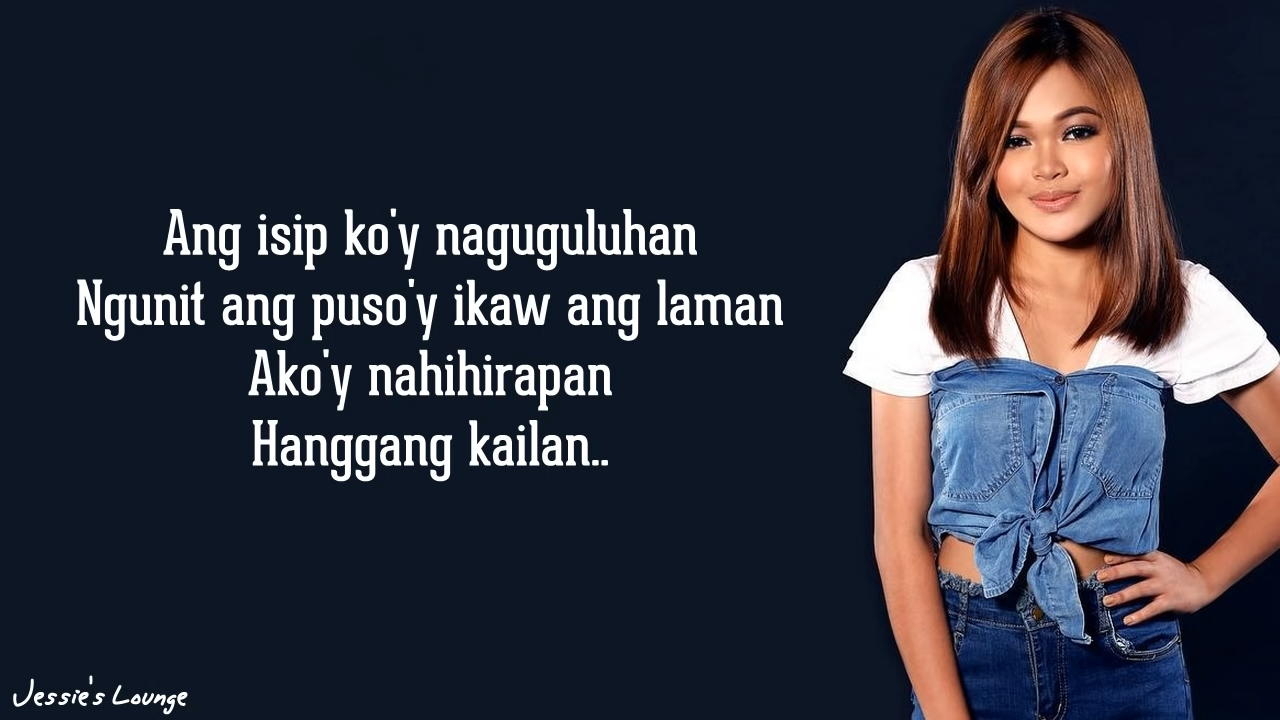 Ang isip ko'y naguguluhan
Ngunit ang puso'y ikaw ang laman
Ako'y nahihirapan
Hanggang kailan..
Jessie's Lounge